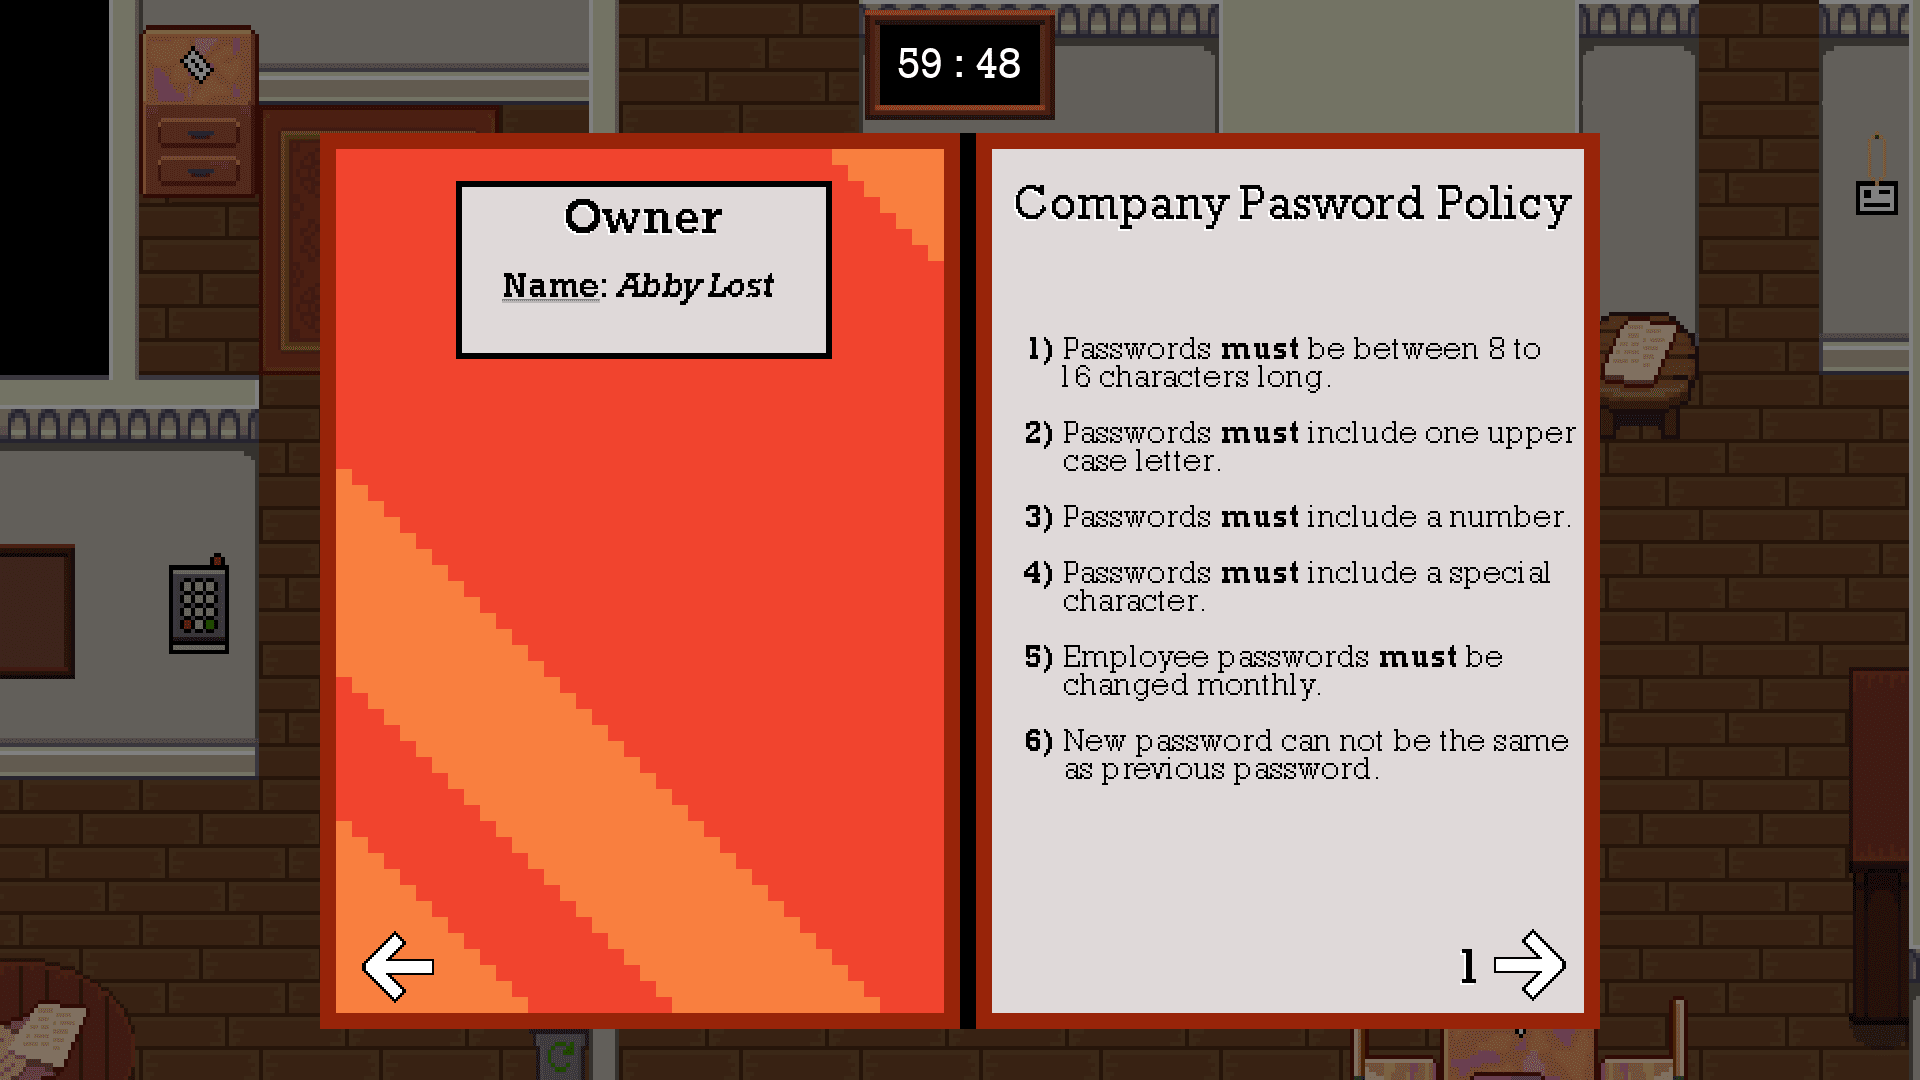 59:48
Owner
Name: Abby Lost
Company Pasword Policy
1) Passwords must be between 8 to
16 characters long.
2) Passwords must include one upper
case letter.
3) Passwords must include a number.
4) Passwords must include a special
character.
5) Employee passwords must be
changed monthly.
6) New password can not be the same
as previous password.
1